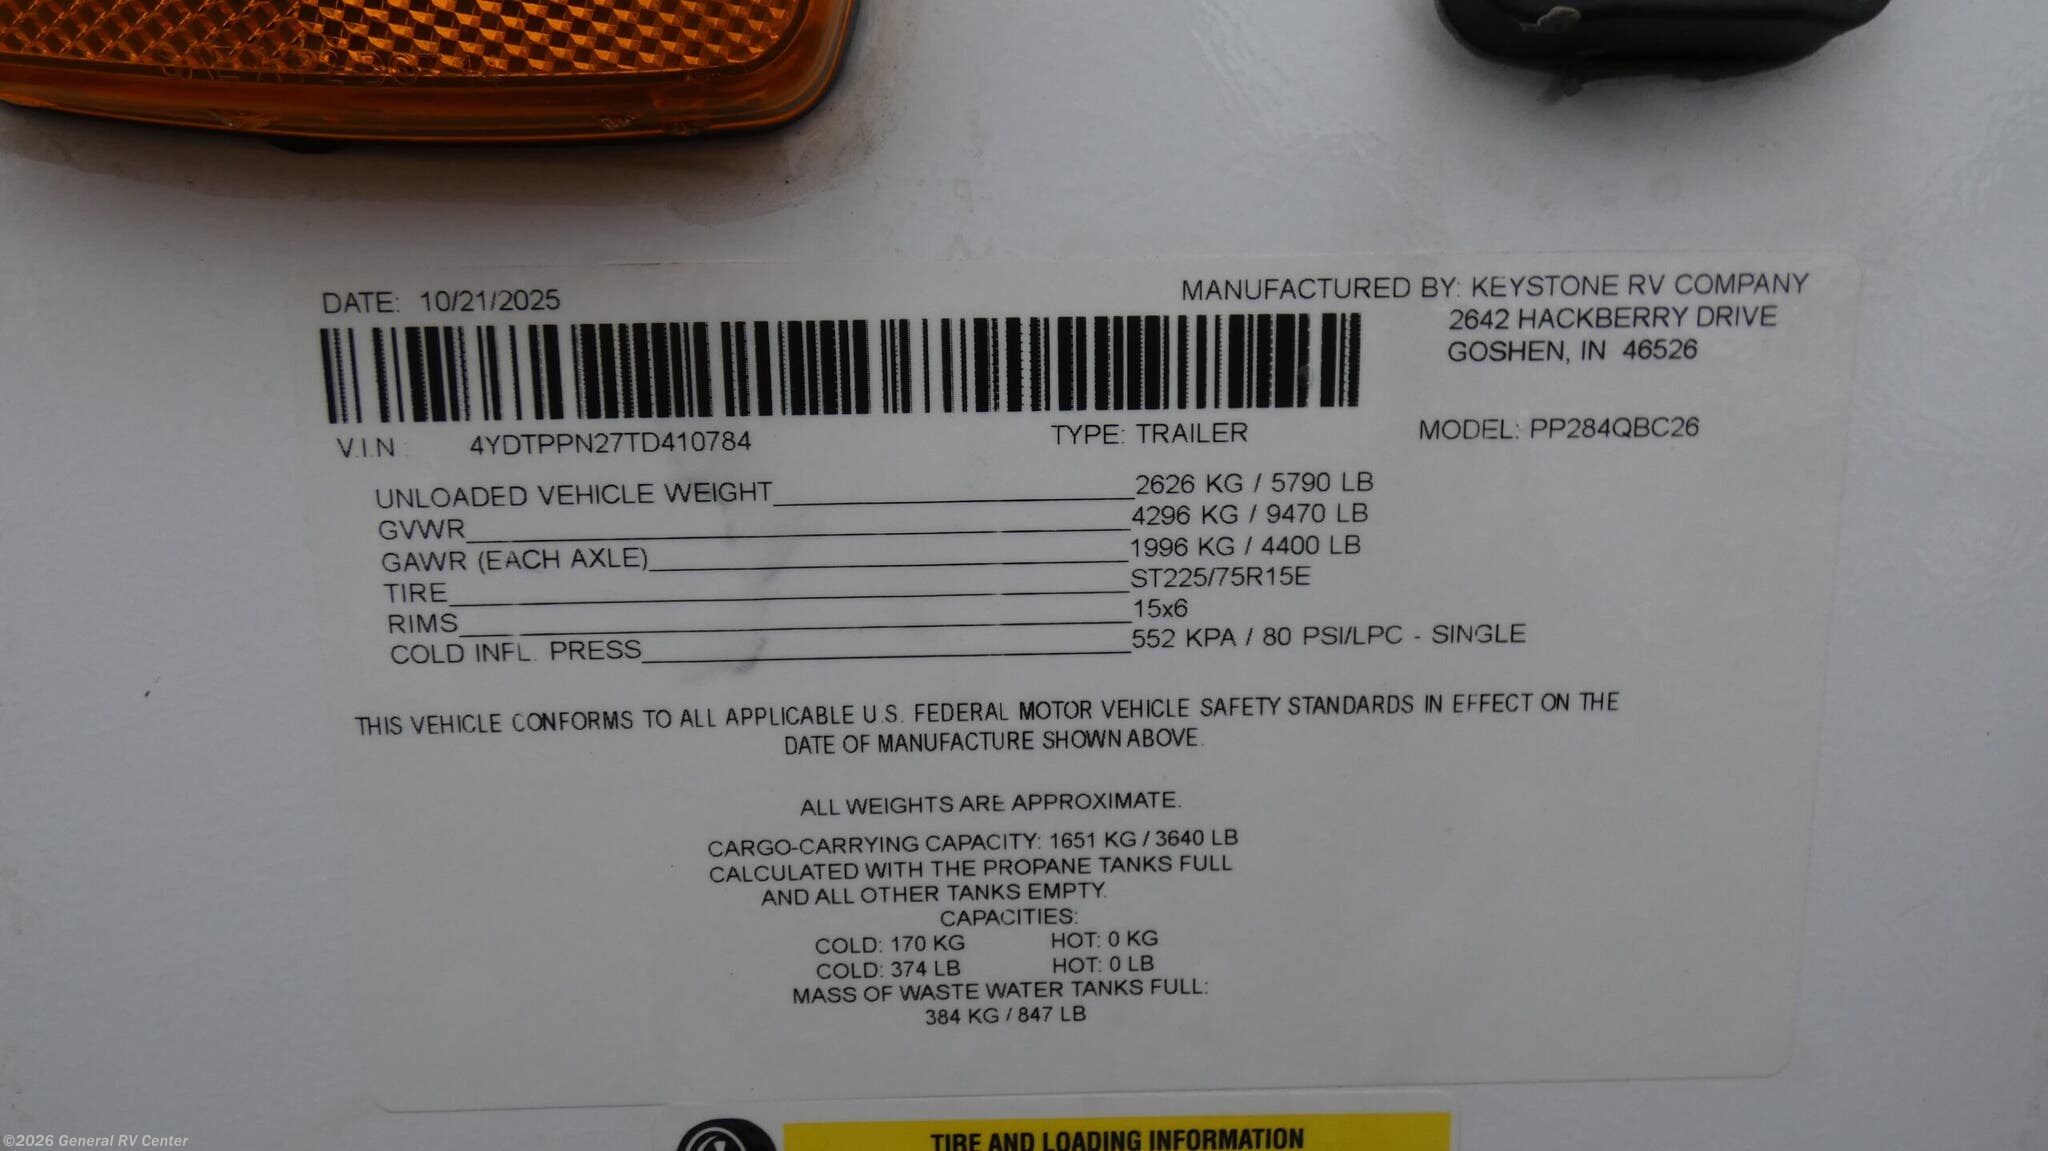 DATE: 10/21/2025
MANUFACTURED BY: KEYSTONE RV COMPANY
2642 HACKBERRY DRIVE
GOSHEN, IN 46526
V.I.N 4YDTPPN27TD410784 TYPE: TRAILER MODEL: PP284QBC26
UNLOADED VEHICLE WEIGHT 2626 KG / 5790 LB
GVWR 4296 KG / 9470 LB
GAWR (EACH AXLE) 1996 KG / 4400 LB
TIRE ST225/75R15E
RIMS 15x6
COLD INFL. PRESS 552 KPA / 80 PSI/LPC - SINGLE
THIS VEHICLE CONFORMS TO ALL APPLICABLE U.S. FEDERAL MOTOR VEHICLE SAFETY STANDARDS IN EFFECT ON THE
DATE OF MANUFACTURE SHOWN ABOVE.
ALL WEIGHTS ARE APPROXIMATE.
CARGO-CARRYING CAPACITY: 1651 KG / 3640 LB
CALCULATED WITH THE PROPANE TANKS FULL
AND ALL OTHER TANKS EMPTY.
CAPACITIES:
COLD: 170 KG HOT: 0 KG
COLD: 374 LB HOT: 0 LB
MASS OF WASTE WATER TANKS FULL:
384 KG / 847 LB
TIRE AND LOADING INFORMATION
©2026 General RV Center